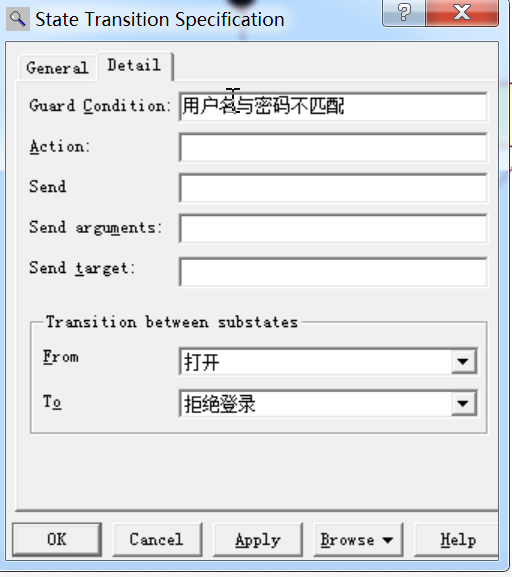 State Transition Specification
General Detail
Guard Condition: 用户名与密码不匹配
Action:
Send
Send arguments:
Send target:
Transition between substates
From 打开
To 拒绝登录
OK Cancel Apply Browse Help